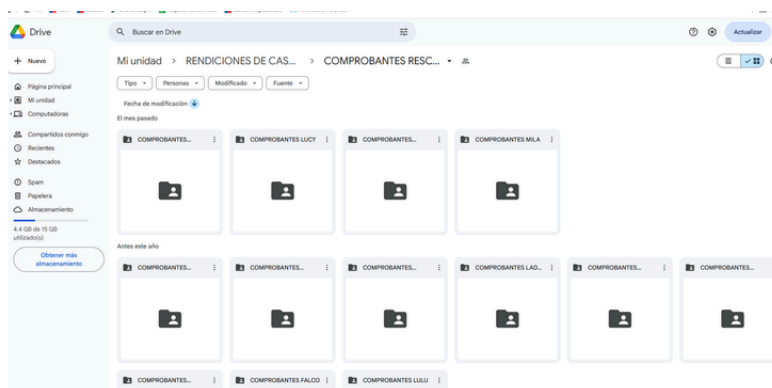 Drive
Buscar en Drive
Actualizar
+ Nuevo
Mi unidad > RENDICIONES DE CAS... > COMPROBANTES RESC...
Tipo Personas Modificado Fuente
Página principal
Mi unidad
Computadoras
Compartidos conmigo
Recientes
Destacados
Spam
Papelera
Almacenamiento
4.4 GB de 15 GB
utilizado(s)
Obtener más
almacenamiento
Fecha de modificación
El mes pasado
COMPROBANTES... COMPROBANTES LUCY COMPROBANTES... COMPROBANTES MILA
Antes este año
COMPROBANTES... COMPROBANTES... COMPROBANTES... COMPROBANTES LAD... COMPROBANTES... COMPROBANTES...
COMPROBANTES... COMPROBANTES FALCO COMPROBANTES LULU